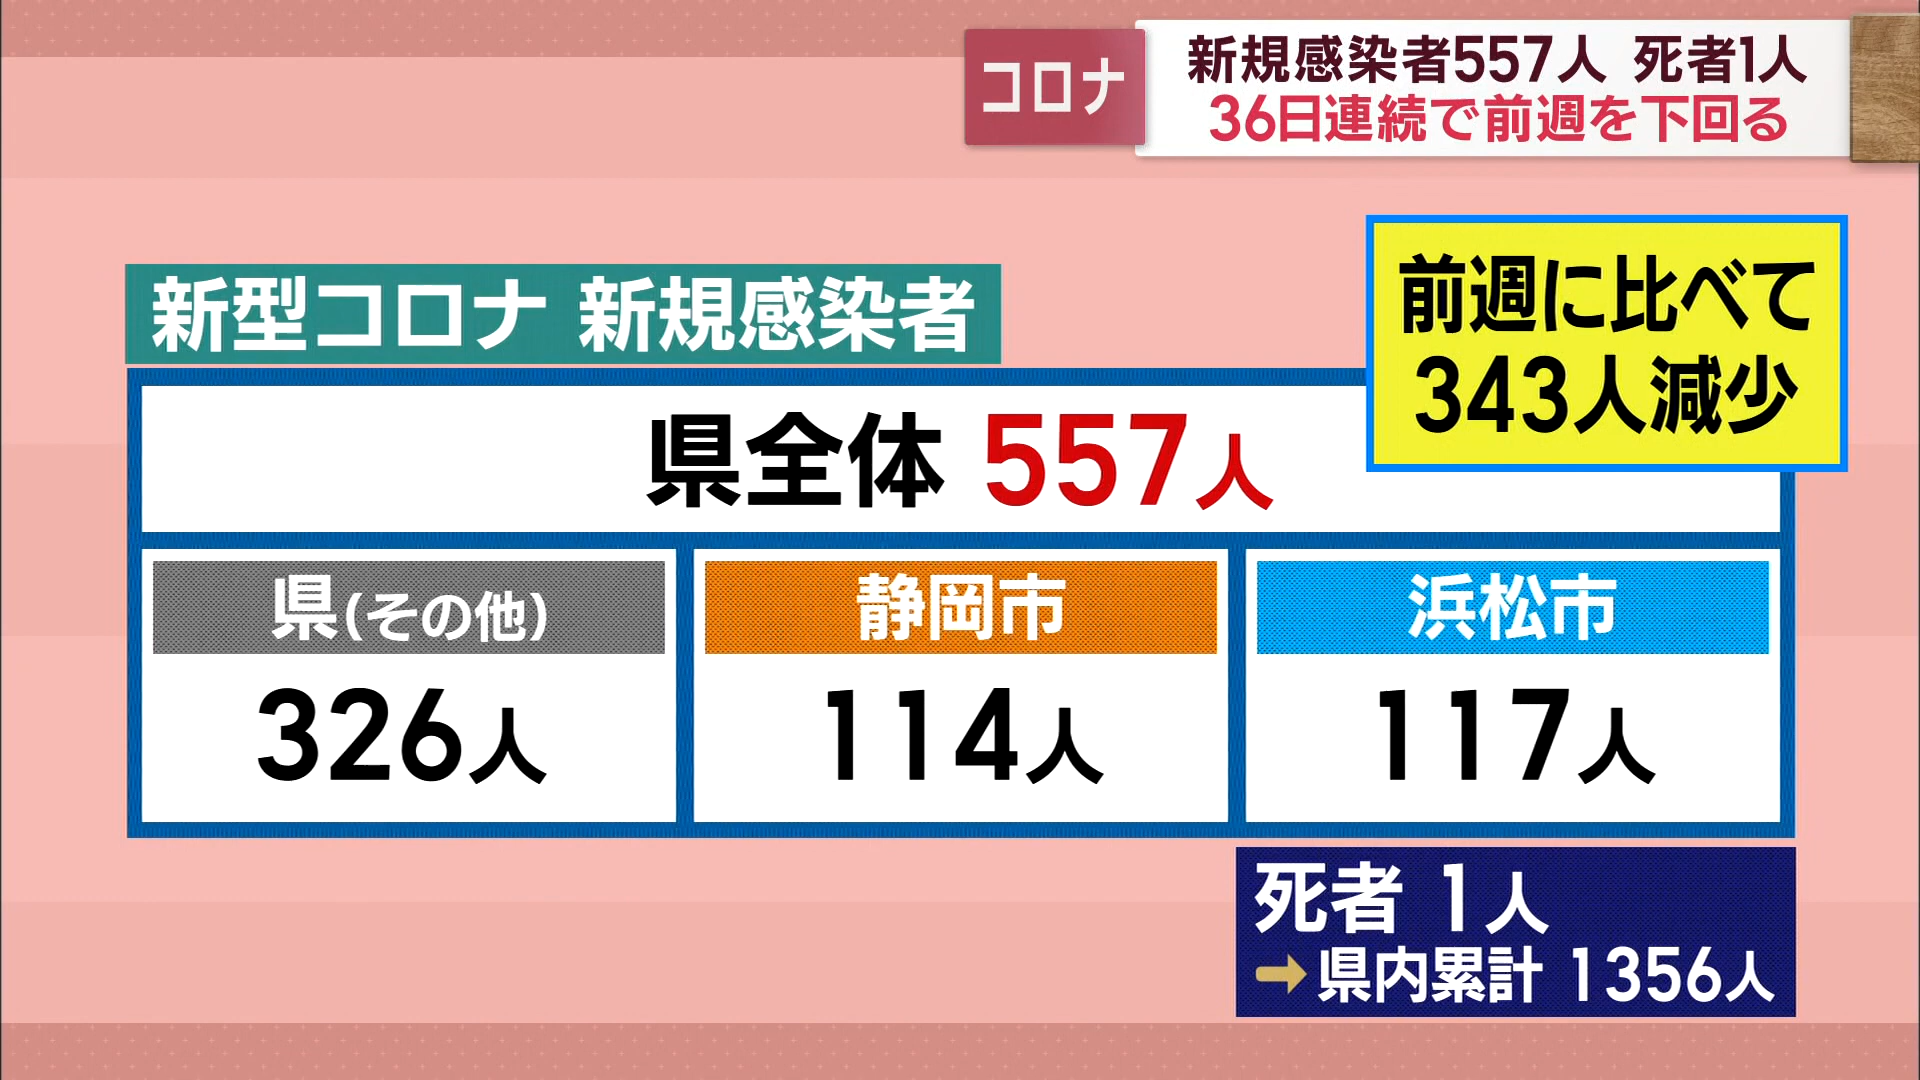 コロナ
新規感染者557人 死者1人
36日連続で前週を下回る
前週に比べて
343人減少
新型コロナ 新規感染者
県全体 557人
県(その他)
326人
静岡市
114人
浜松市
117人
死者 1人
➡県内累計 1356人